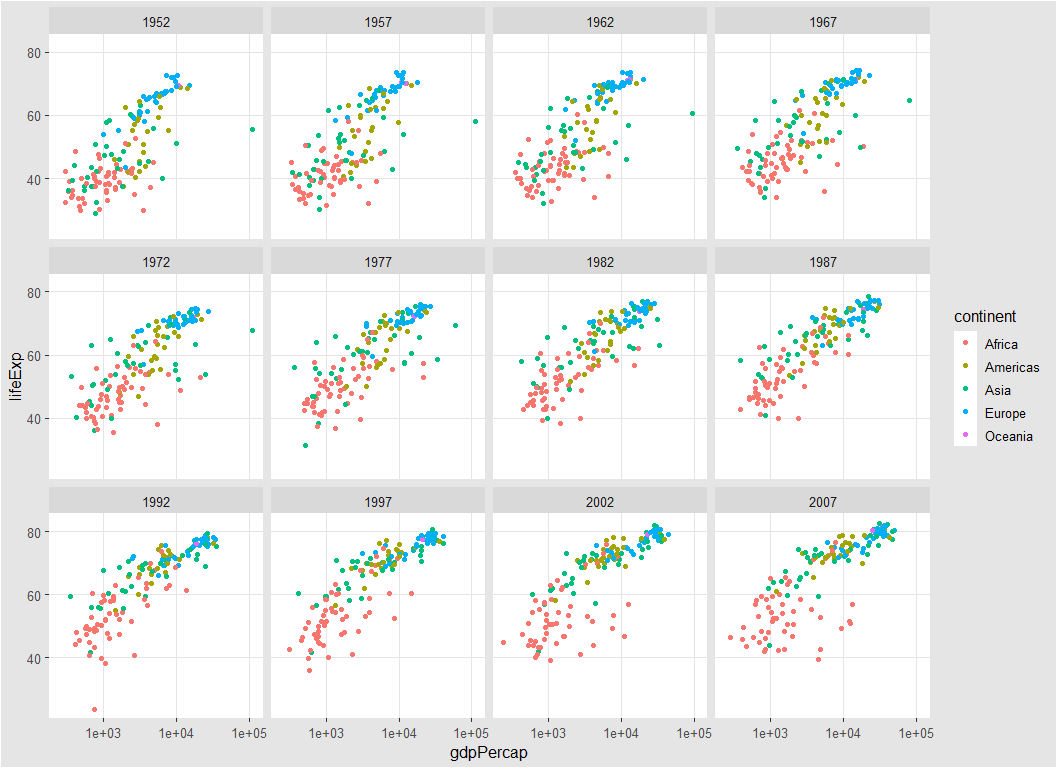 1952 1957 1962 1967
80
60
40
1972 1977 1982 1987
80
60
40
1992 1997 2002 2007
80
60
40
1e+03 1e+04 1e+05 1e+03 1e+04 1e+05 1e+03 1e+04 1e+05 1e+03 1e+04 1e+05
gdpPercap
lifeExp
continent
Africa
Americas
Asia
Europe
Oceania